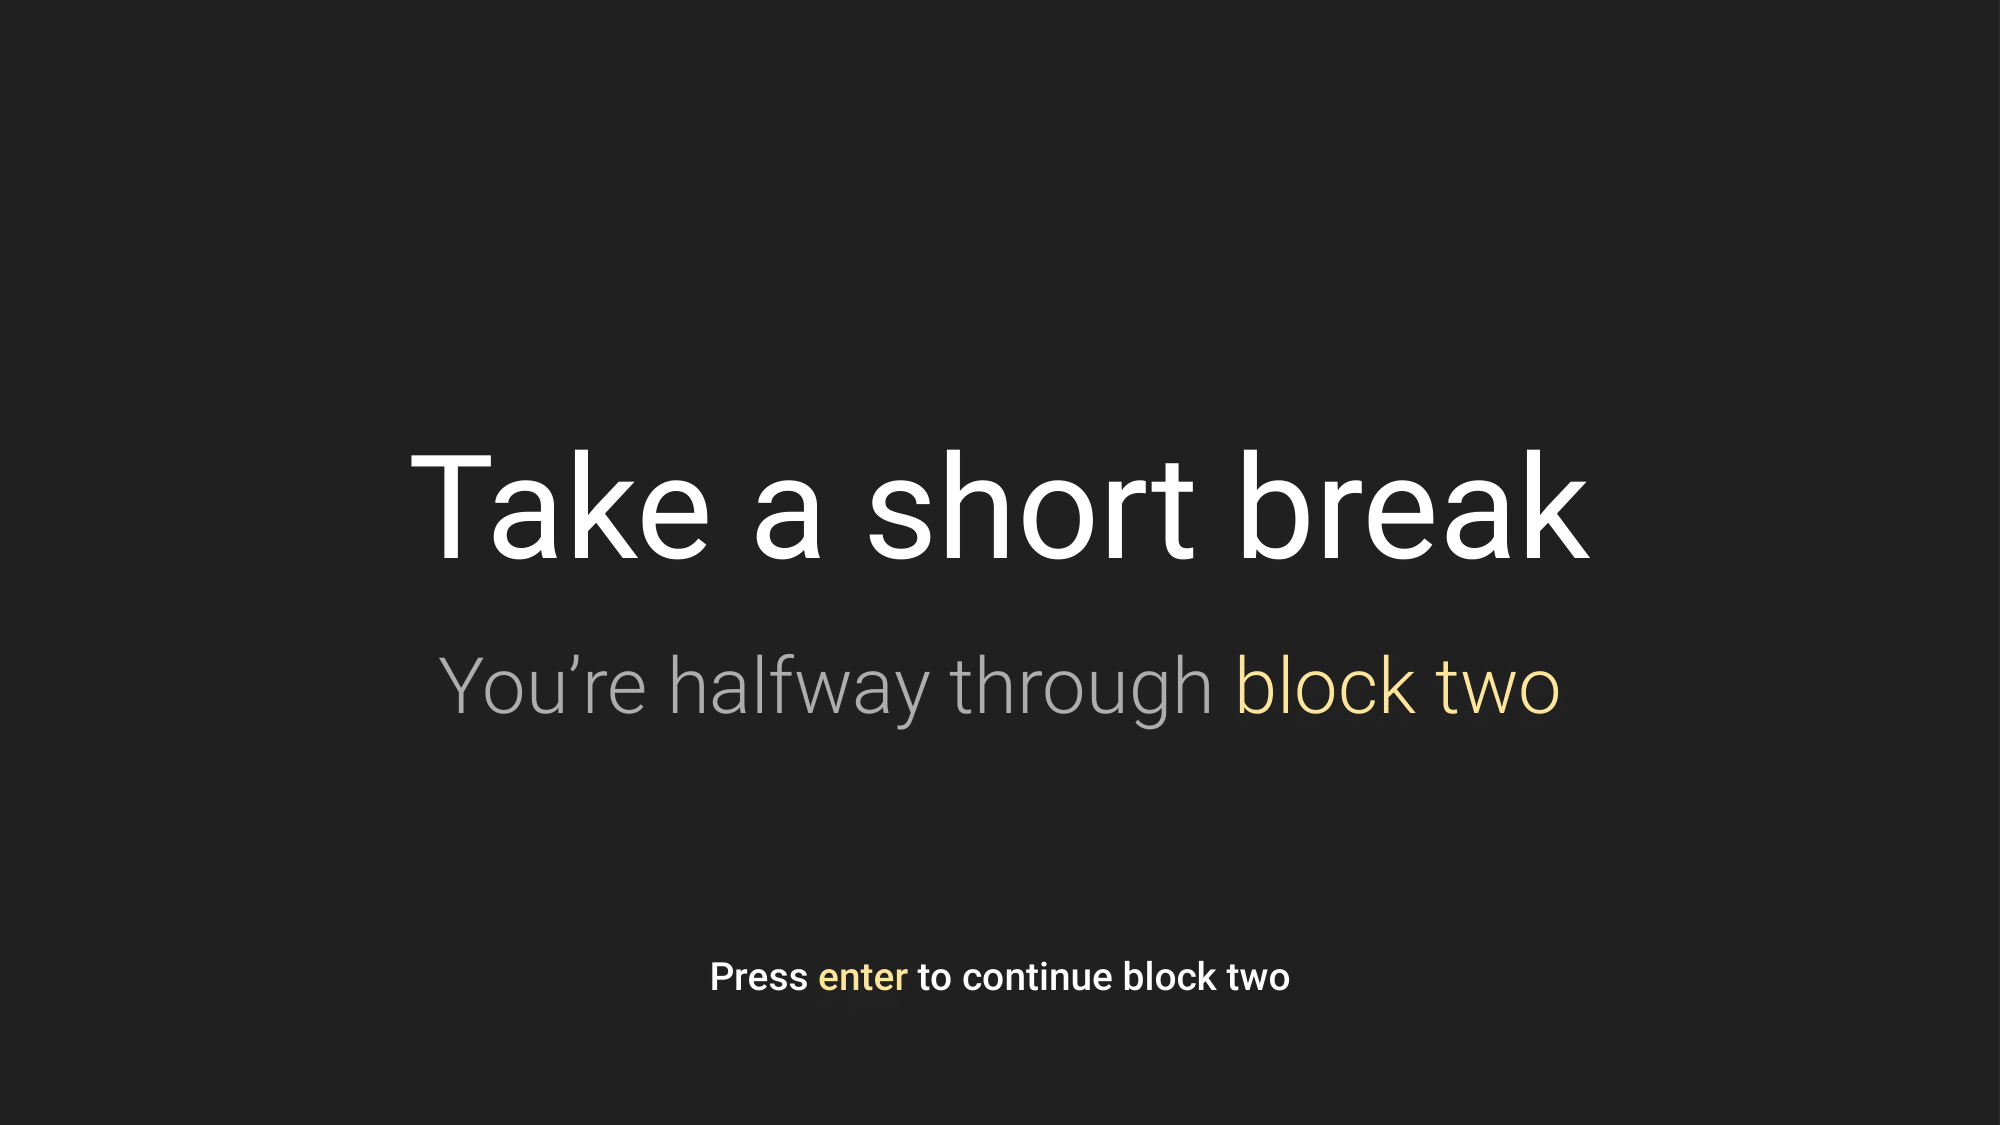 Take a short break
You’re halfway through block two
Press enter to continue block two